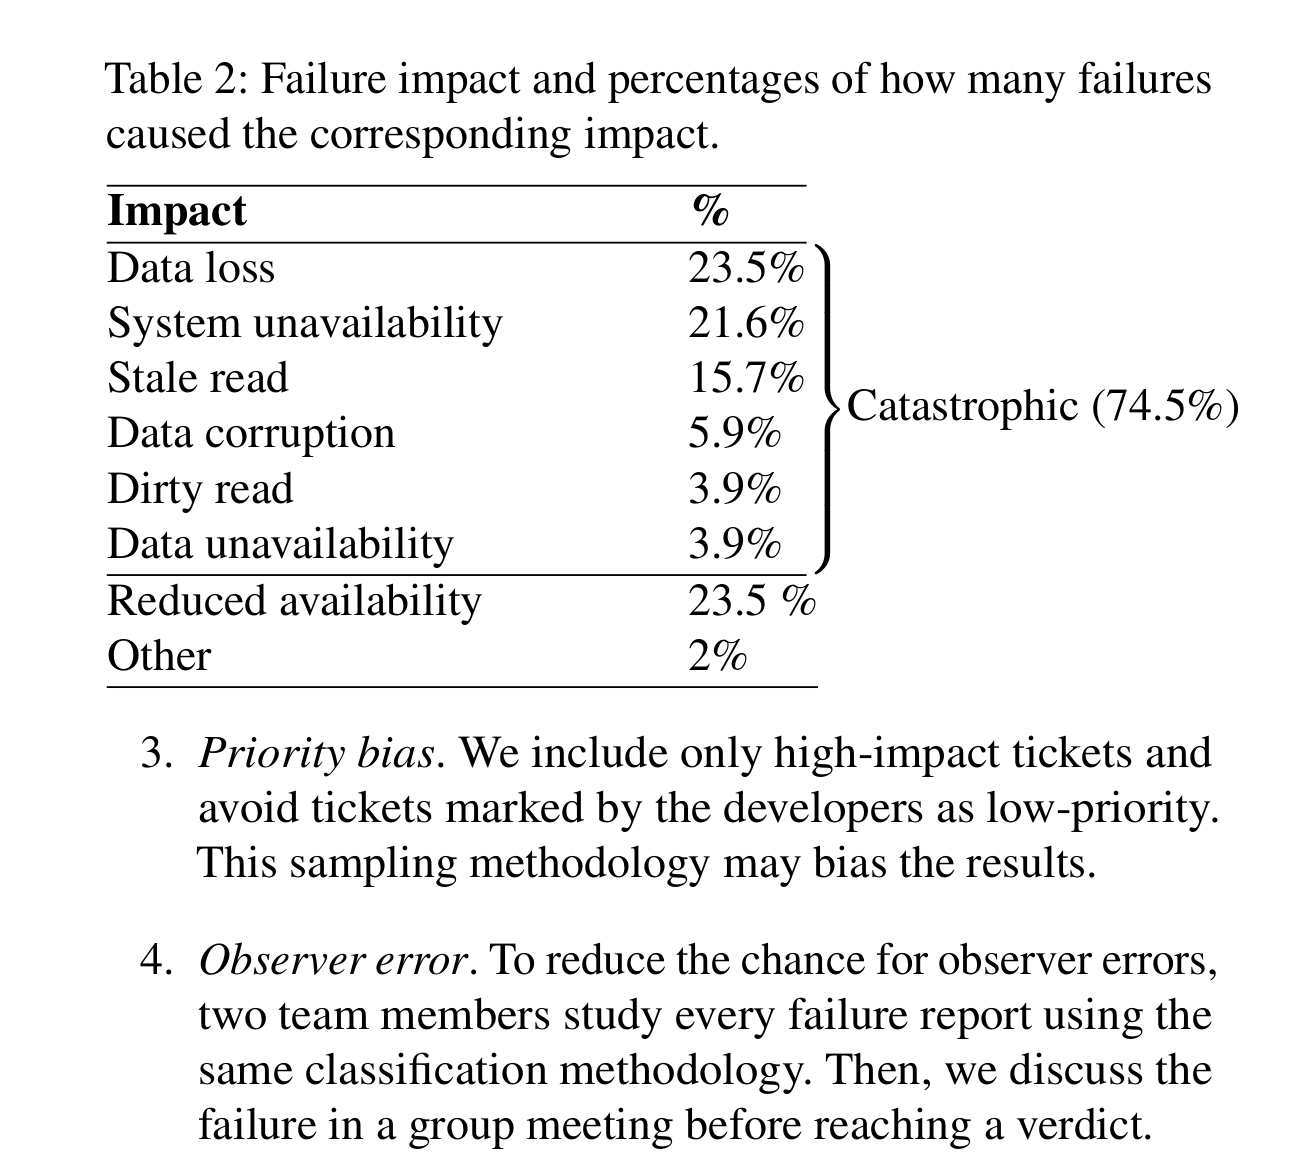 Table 2: Failure impact and percentages of how many failures
caused the corresponding impact.
Impact %
Data loss 23.5%
System unavailability 21.6%
Stale read 15.7%
Data corruption 5.9%
Catastrophic (74.5%)
Dirty read 3.9%
Data unavailability 3.9%
Reduced availability 23.5 %
Other 2%
3. Priority bias. We include only high-impact tickets and
avoid tickets marked by the developers as low-priority.
This sampling methodology may bias the results.
4. Observer error. To reduce the chance for observer errors,
two team members study every failure report using the
same classification methodology. Then, we discuss the
failure in a group meeting before reaching a verdict.